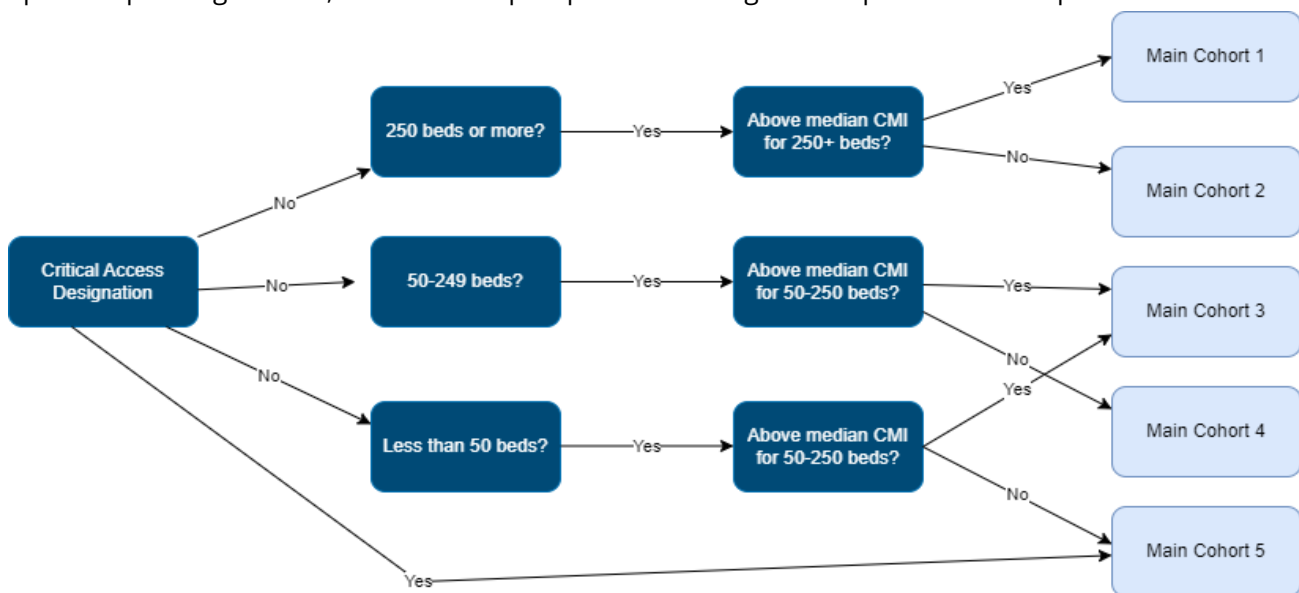 Main Cohort 1
Yes
250 beds or more?
Yes
Above median CMI
for 250+ beds?
No
Main Cohort 2
No
Critical Access
Designation
No
50-249 beds?
Yes
Above median CMI
for 50-250 beds?
Yes
Main Cohort 3
No
No
Yes
Less than 50 beds?
Yes
Above median CMI
for 50-250 beds?
Main Cohort 4
No
Main Cohort 5
Yes